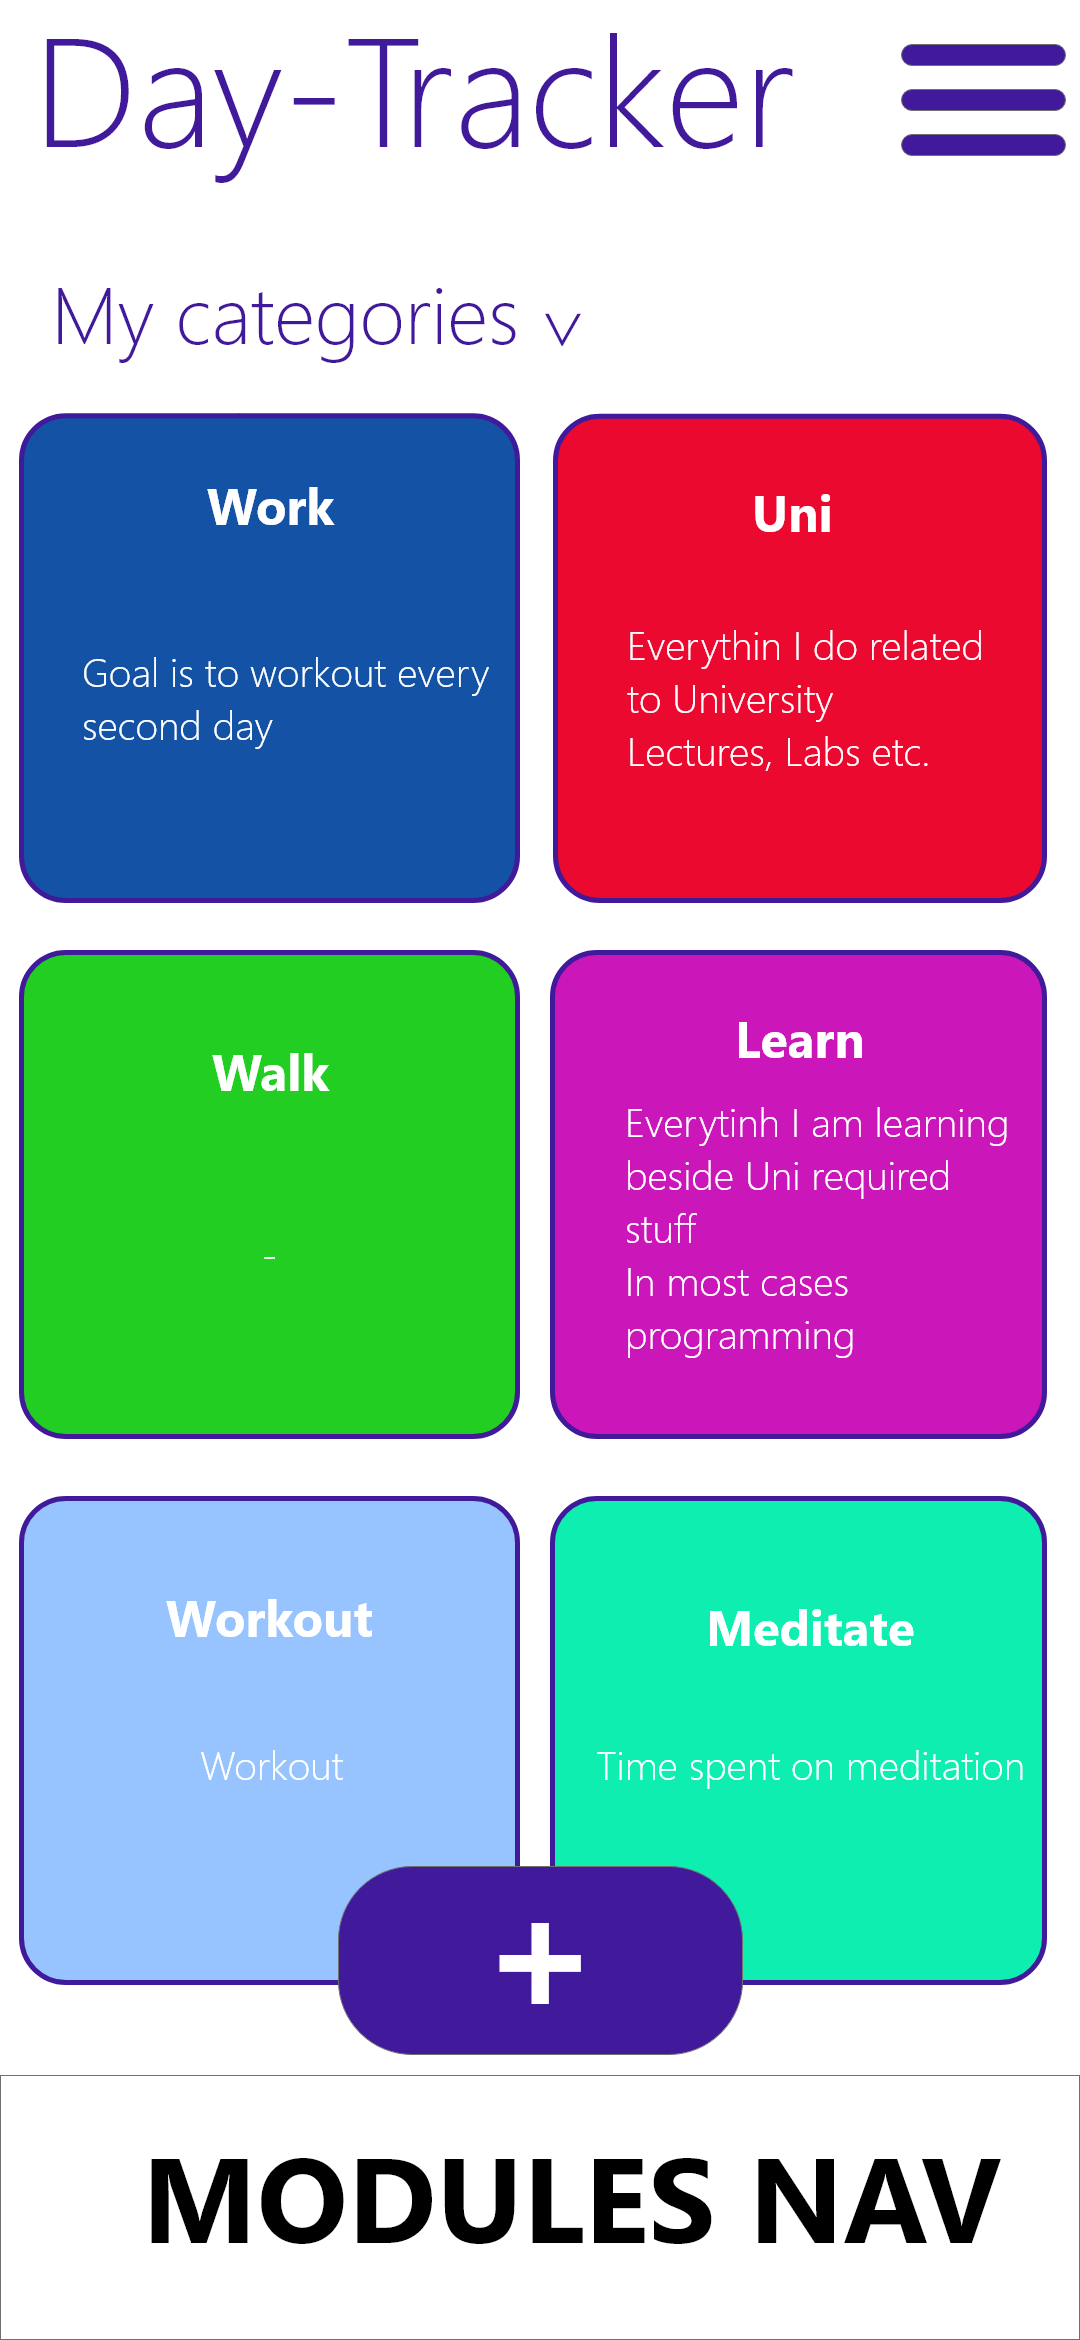 Day-Tracker
My categories
Work
Goal is to workout every
second day
Uni
Everythin I do related
to University
Lectures, Labs etc.
Walk
-
Learn
Everytinh I am learning
beside Uni required
stuff
In most cases
programming
Workout
Workout
Meditate
Time spent on meditation
+
MODULES NAV